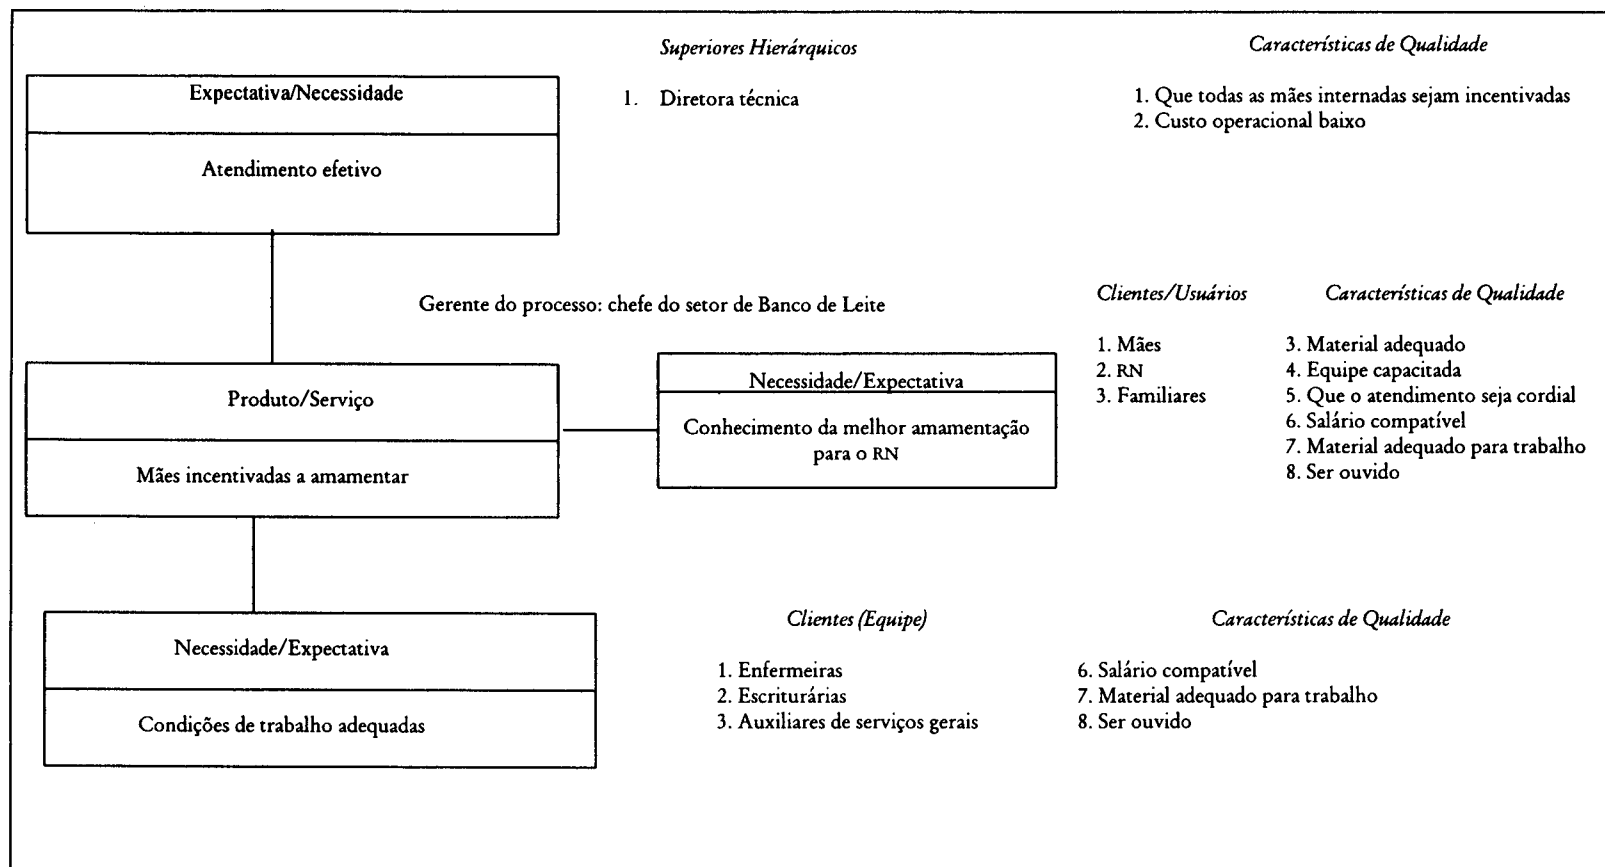 Superiores Hierárquicos
Características de Qualidade
Expectativa/Necessidade
1. Diretora técnica
1. Que todas as mães internadas sejam incentivadas
2. Custo operacional baixo
Atendimento efetivo
Gerente do processo: chefe do setor de Banco de Leite
Clientes/Usuários
Características de Qualidade
1. Mães
2. RN
3. Familiares
3. Material adequado
4. Equipe capacitada
5. Que o atendimento seja cordial
6. Salário compatível
7. Material adequado para trabalho
8. Ser ouvido
Produto/Serviço
Mães incentivadas a amamentar
Necessidade/Expectativa
Conhecimento da melhor amamentação
para o RN
Necessidade/Expectativa
Condições de trabalho adequadas
Clientes (Equipe)
Características de Qualidade
1. Enfermeiras
2. Escriturárias
3. Auxiliares de serviços gerais
6. Salário compatível
7. Material adequado para trabalho
8. Ser ouvido